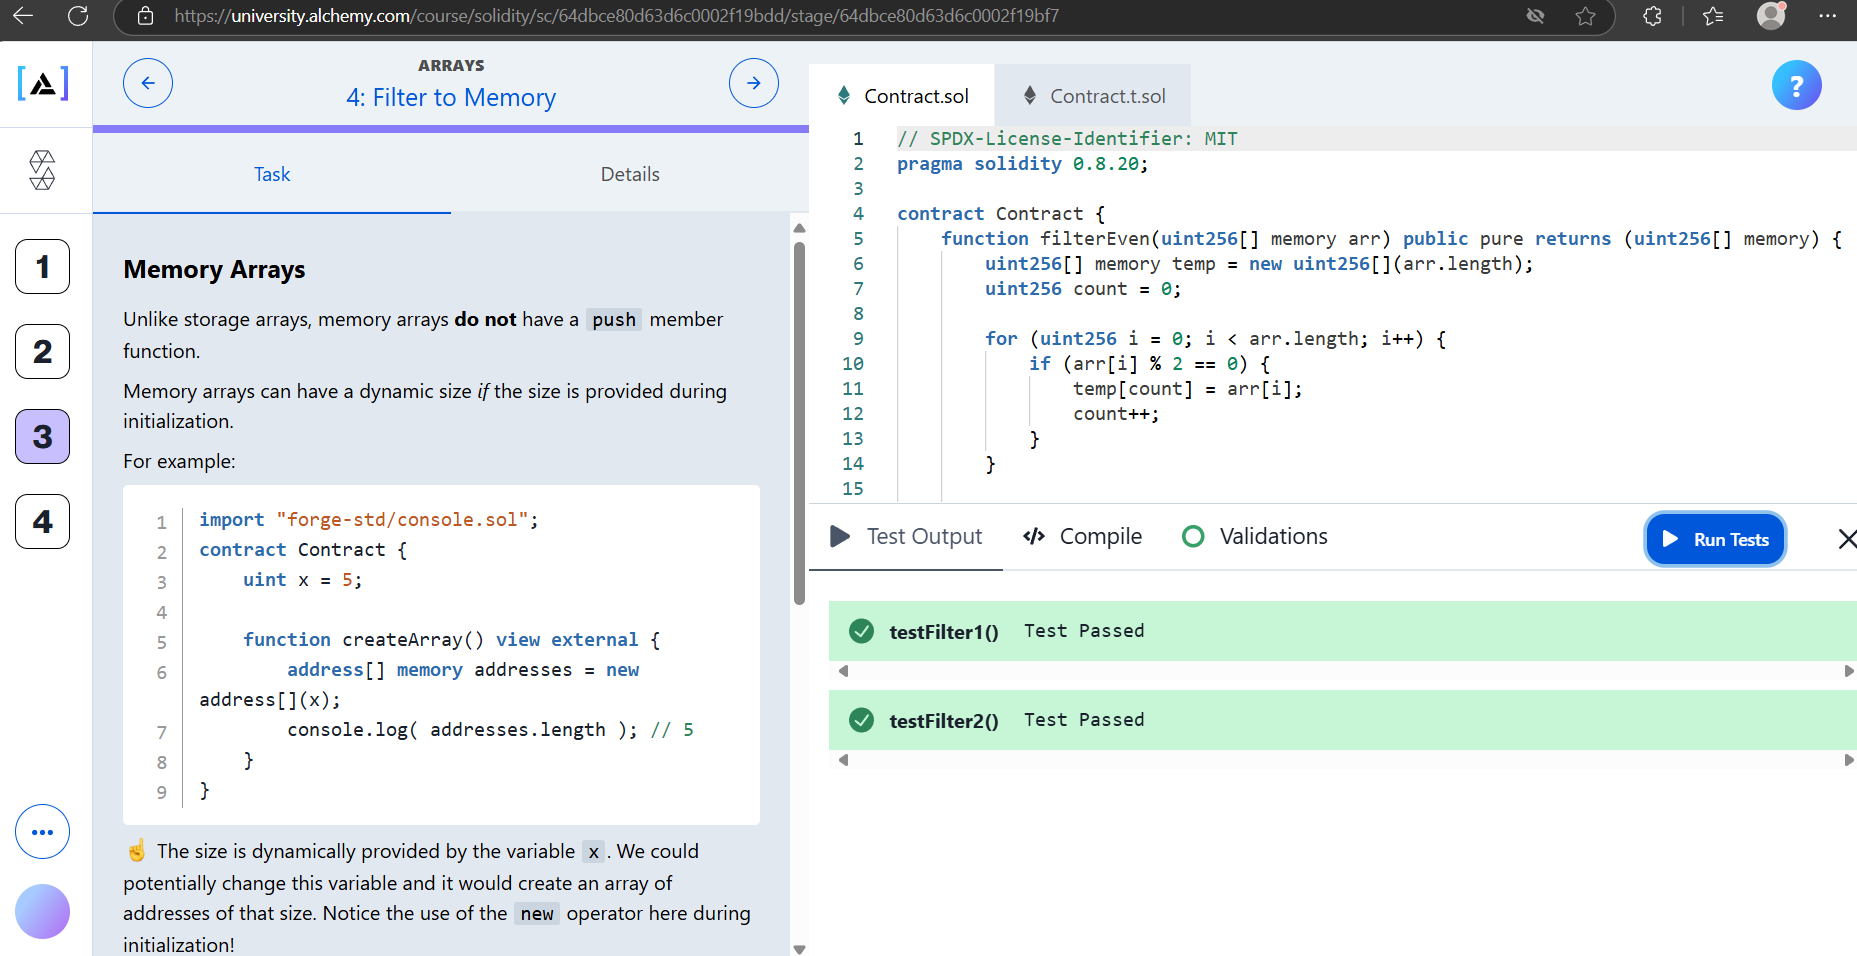 https://university.alchemy.com/course/solidity/sc/64dbce80d63d6c0002f19bdd/stage/64dbce80d63d6c0002f19bf7
ARRAYS
4: Filter to Memory
Task
Details
1
2
3
4
Memory Arrays
Unlike storage arrays, memory arrays do not have a push member
function.
Memory arrays can have a dynamic size if the size is provided during
initialization.
For example:
1 import "forge-std/console.sol";
2 contract Contract {
3     uint x = 5;
4
5     function createArray() view external {
6         address[] memory addresses = new
address[](x);
7         console.log( addresses.length ); // 5
8     }
9 }
☝️ The size is dynamically provided by the variable x . We could
potentially change this variable and it would create an array of
addresses of that size. Notice the use of the new operator here during
initialization!
Contract.sol
Contract.t.sol
?
1 // SPDX-License-Identifier: MIT
2 pragma solidity 0.8.20;
3
4 contract Contract {
5     function filterEven(uint256[] memory arr) public pure returns (uint256[] memory) {
6         uint256[] memory temp = new uint256[](arr.length);
7         uint256 count = 0;
8
9         for (uint256 i = 0; i < arr.length; i++) {
10             if (arr[i] % 2 == 0) {
11                 temp[count] = arr[i];
12                 count++;
13             }
14         }
15
Test Output
Compile
Validations
Run Tests
testFilter1() Test Passed
testFilter2() Test Passed